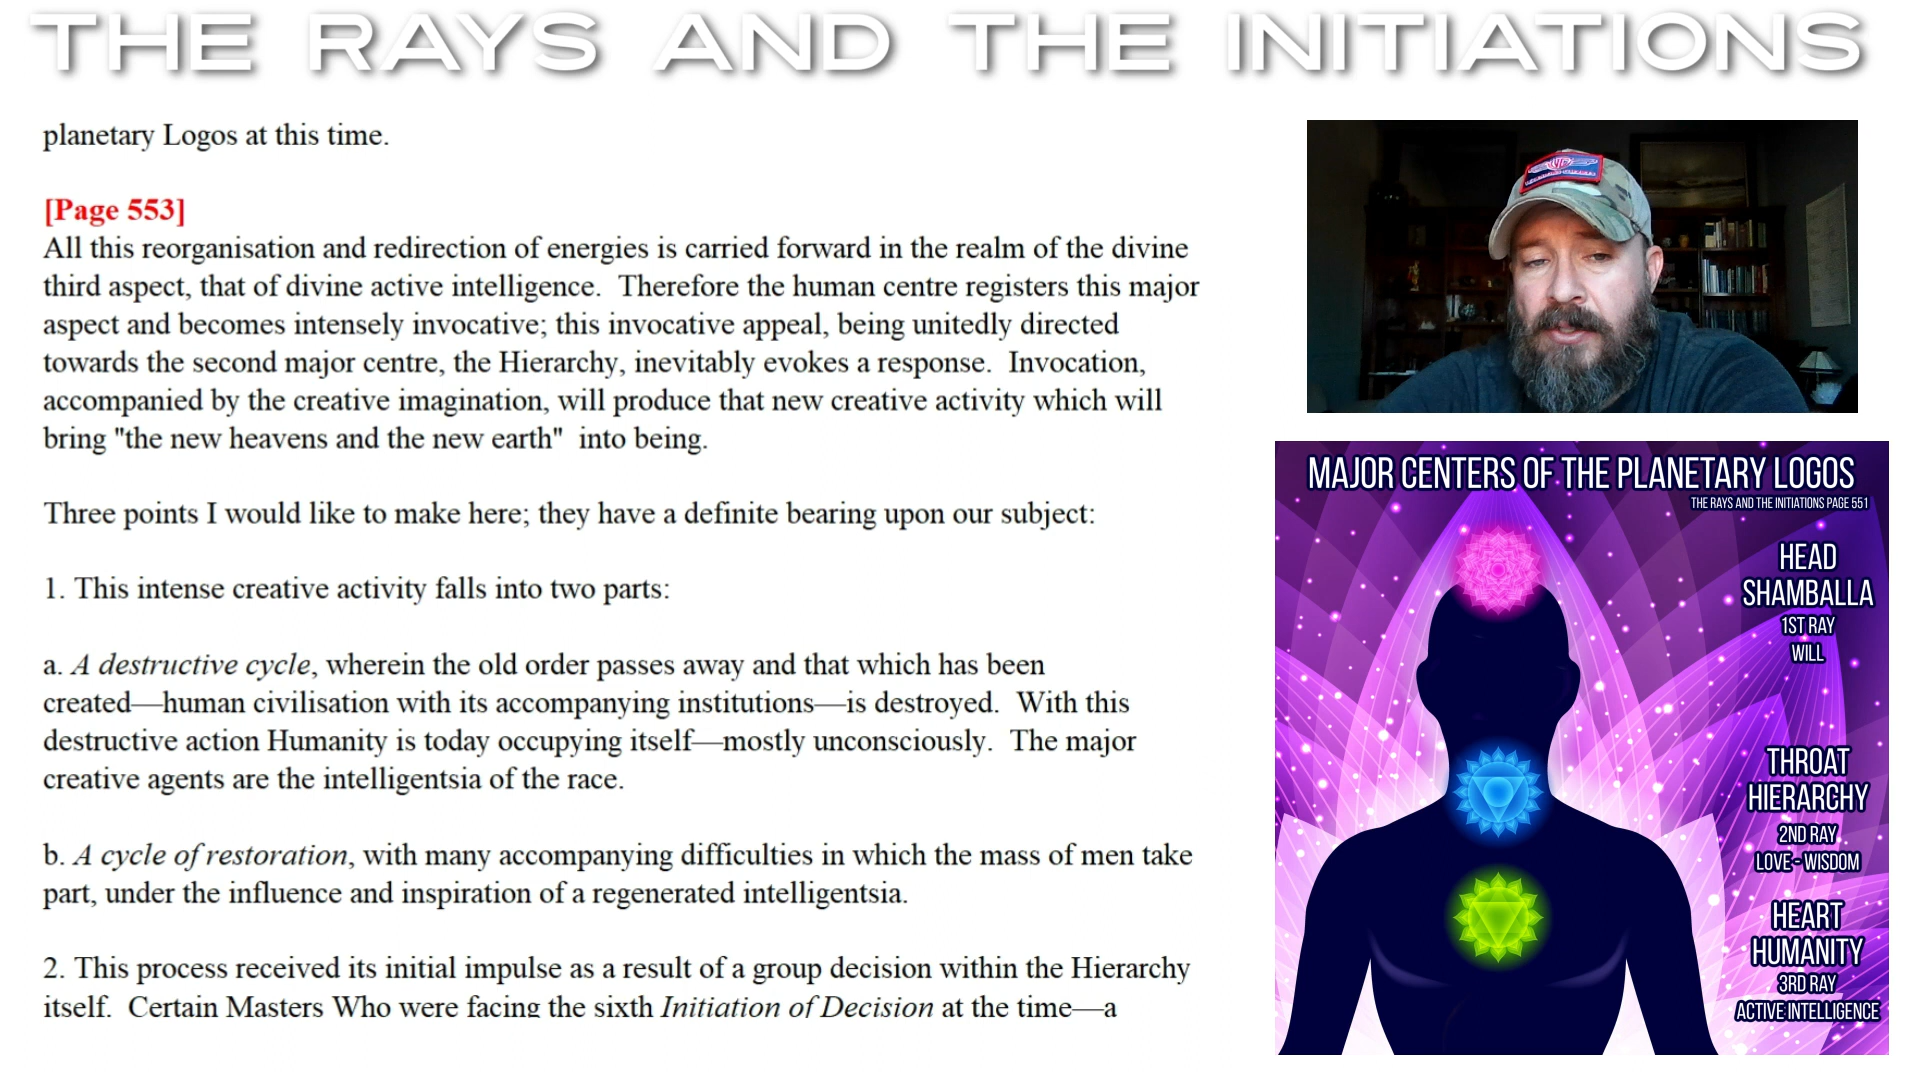 THE RAYS AND THE INITIATIONS
planetary Logos at this time.
[Page 553]
All this reorganisation and redirection of energies is carried forward in the realm of the divine
third aspect, that of divine active intelligence.  Therefore the human centre registers this major
aspect and becomes intensely invocative; this invocative appeal, being unitedly directed
towards the second major centre, the Hierarchy, inevitably evokes a response.  Invocation,
accompanied by the creative imagination, will produce that new creative activity which will
bring "the new heavens and the new earth"  into being.
Three points I would like to make here; they have a definite bearing upon our subject:
1. This intense creative activity falls into two parts:
a. A destructive cycle, wherein the old order passes away and that which has been
created—human civilisation with its accompanying institutions—is destroyed.  With this
destructive action Humanity is today occupying itself—mostly unconsciously.  The major
creative agents are the intelligentsia of the race.
b. A cycle of restoration, with many accompanying difficulties in which the mass of men take
part, under the influence and inspiration of a regenerated intelligentsia.
2. This process received its initial impulse as a result of a group decision within the Hierarchy
itself.  Certain Masters Who were facing the sixth Initiation of Decision at the time—a
MAJOR CENTERS OF THE PLANETARY LOGOS
THE RAYS AND THE INITIATIONS PAGE 551
HEAD
SHAMBALLA
1ST RAY
WILL
THROAT
HIERARCHY
2ND RAY
LOVE - WISDOM
HEART
HUMANITY
3RD RAY
ACTIVE INTELLIGENCE